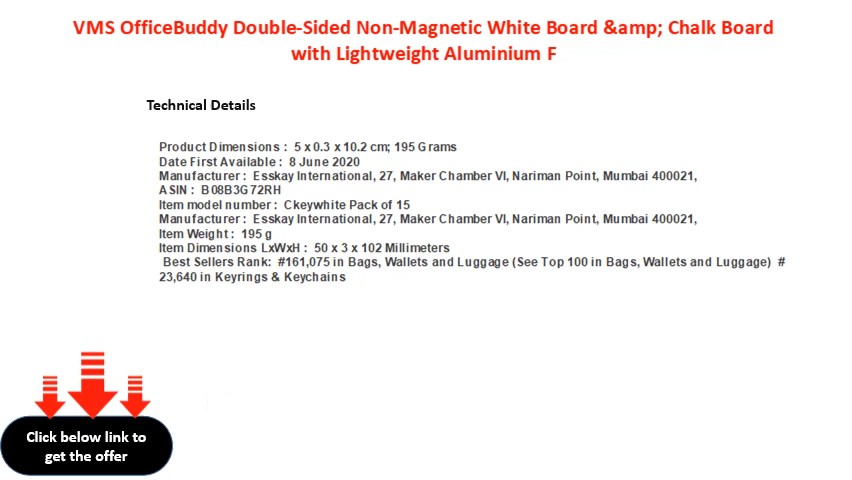 VMS OfficeBuddy Double-Sided Non-Magnetic White Board &amp; Chalk Board
with Lightweight Aluminium F
Technical Details
Product Dimensions :  5 x 0.3 x 10.2 cm; 195 Grams
Date First Available :  8 June 2020
Manufacturer :  Esskay International, 27, Maker Chamber VI, Nariman Point, Mumbai 400021,
ASIN :  B08B3G72RH
Item model number :  Ckeywhite Pack of 15
Manufacturer :  Esskay International, 27, Maker Chamber VI, Nariman Point, Mumbai 400021,
Item Weight :  195 g
Item Dimensions LxWxH :  50 x 3 x 102 Millimeters
Best Sellers Rank:  #161,075 in Bags, Wallets and Luggage (See Top 100 in Bags, Wallets and Luggage)  #
23,640 in Keyrings & Keychains
Click below link to
get the offer